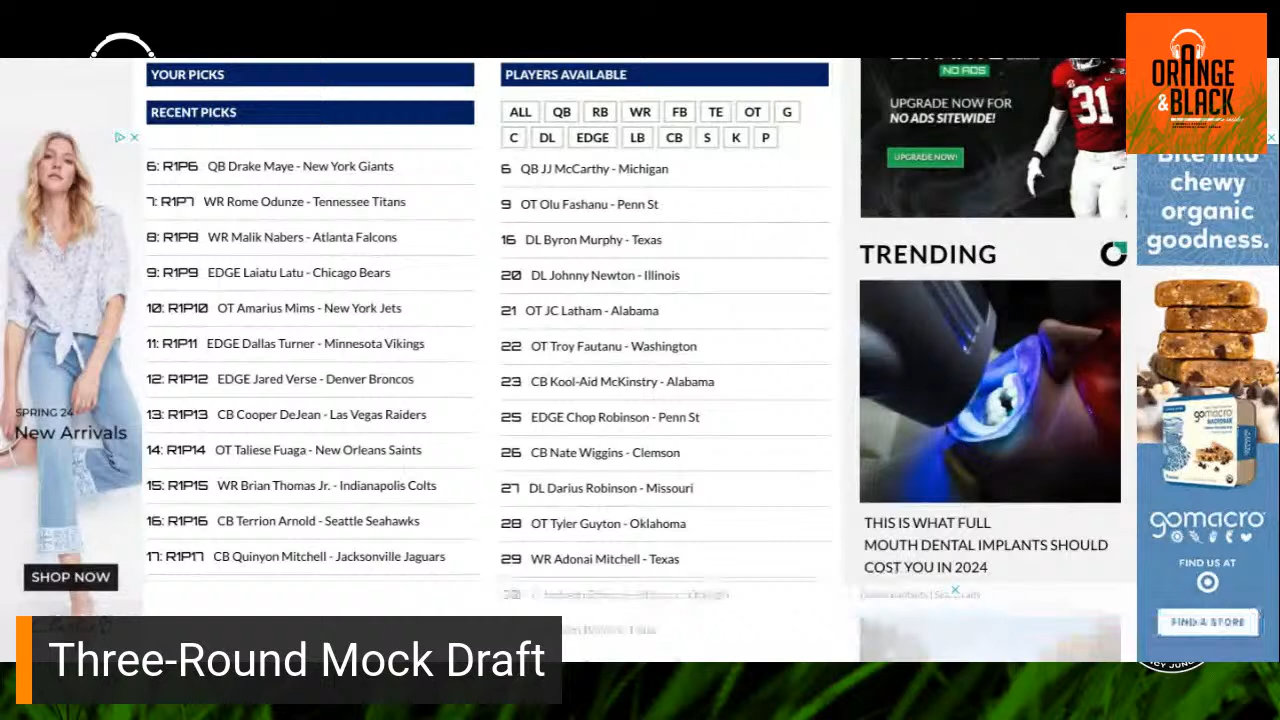 YOUR PICKS
RECENT PICKS
6: R1P6 QB Drake Maye - New York Giants
7: R1P7 WR Rome Odunze - Tennessee Titans
8: R1P8 WR Malik Nabers - Atlanta Falcons
9: R1P9 EDGE Laiatu Latu - Chicago Bears
10: R1P10 OT Amarius Mims - New York Jets
11: R1P11 EDGE Dallas Turner - Minnesota Vikings
12: R1P12 EDGE Jared Verse - Denver Broncos
13: R1P13 CB Cooper DeJean - Las Vegas Raiders
14: R1P14 OT Taliese Fuaga - New Orleans Saints
15: R1P15 WR Brian Thomas Jr. - Indianapolis Colts
16: R1P16 CB Terrion Arnold - Seattle Seahawks
17: R1P17 CB Quinyon Mitchell - Jacksonville Jaguars
PLAYERS AVAILABLE
ALL QB RB WR FB TE OT G
C DL EDGE LB CB S K P
6 QB JJ McCarthy - Michigan
9 OT Olu Fashanu - Penn St
16 DL Byron Murphy - Texas
20 DL Johnny Newton - Illinois
21 OT JC Latham - Alabama
22 OT Troy Fautanu - Washington
23 CB Kool-Aid McKinstry - Alabama
25 EDGE Chop Robinson - Penn St
26 CB Nate Wiggins - Clemson
27 DL Darius Robinson - Missouri
28 OT Tyler Guyton - Oklahoma
29 WR Adonai Mitchell - Texas
SPRING 24
New Arrivals
SHOP NOW
NO ADS
UPGRADE NOW FOR
NO ADS SITEWIDE!
UPGRADE NOW!
31
TRENDING
THIS IS WHAT FULL
MOUTH DENTAL IMPLANTS SHOULD
COST YOU IN 2024
ORANGE
& BLACK
Bite into
chewy
organic
goodness.
gomacro
gomacro
FIND US AT
FIND A STORE
Three-Round Mock Draft